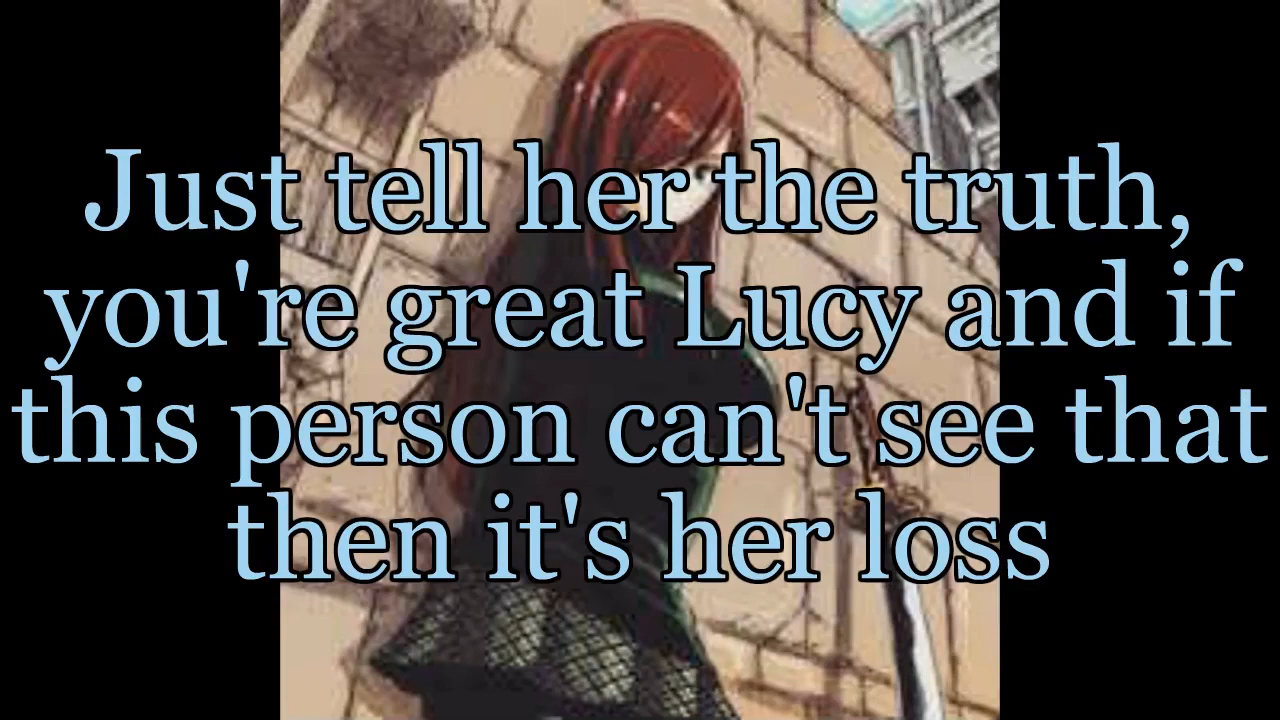 Just tell her the truth,
you're great Lucy and if
this person can't see that
then it's her loss